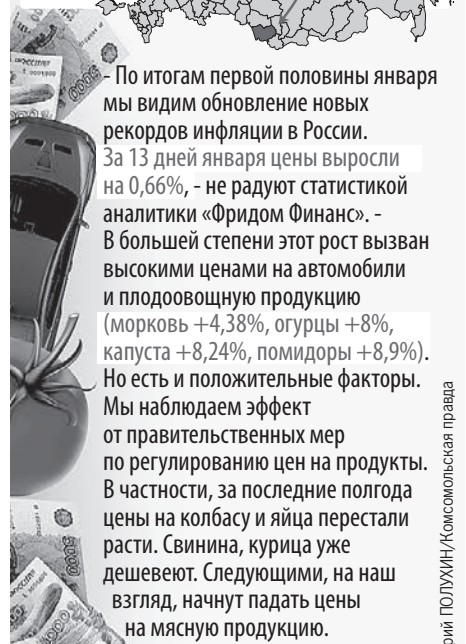 - По итогам первой половины января
мы видим обновление новых
рекордов инфляции в России.
За 13 дней января цены выросли
на 0,66%, - не радуют статистикой
аналитики «Фридом Финанс». -
В большей степени этот рост вызван
высокими ценами на автомобили
и плодоовощную продукцию
(морковь +4,38%, огурцы +8%,
капуста +8,24%, помидоры +8,9%).
Но есть и положительные факторы.
Мы наблюдаем эффект
от правительственных мер
по регулированию цен на продукты.
В частности, за последние полгода
цены на колбасу и яйца перестали
расти. Свинина, курица уже
дешевеют. Следующими, на наш
взгляд, начнут падать цены
на мясную продукцию.
ПОЛУХИН/Комсомольская правда
5000